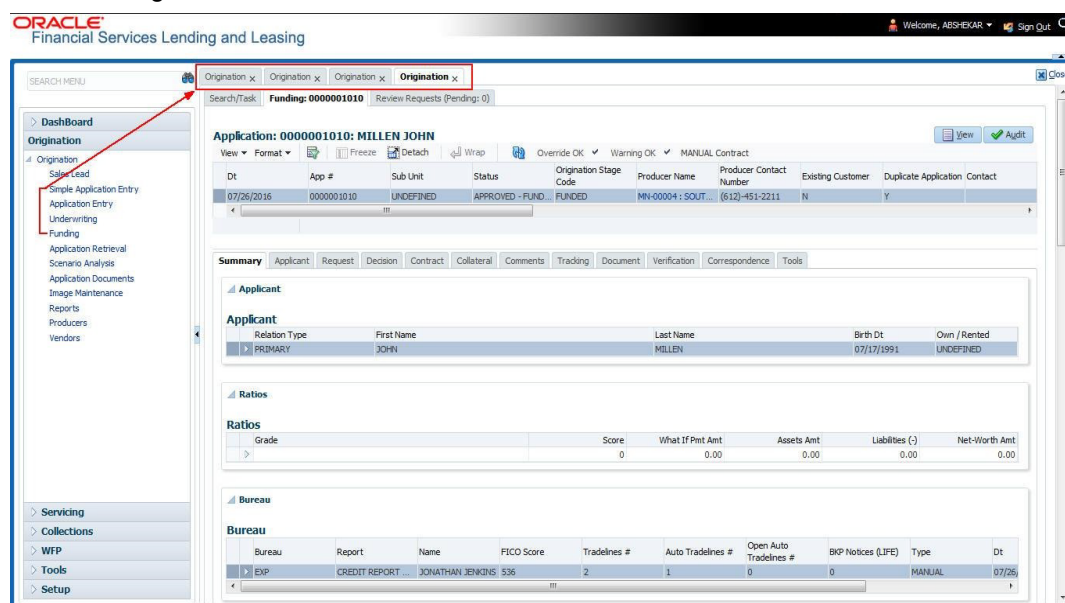 ORACLE
Financial Services Lending and Leasing
Welcome, ABSHEKAR Sign Out
SEARCH MENU
Origination x Origination x Origination x Origination x
Close
Search/Task Funding: 0000001010 Review Requests (Pending: 0)
DashBoard
Origination
Origination
Sales Lead
Simple Application Entry
Application Entry
Underwriting
Funding
Application Retrieval
Scenario Analysis
Application Documents
Image Maintenance
Reports
Producers
Vendors
Servicing
Collections
WFP
Tools
Setup
Application: 0000001010: MILLEN JOHN
View Audit
View Format Freeze Detach Wrap Override OK Warning OK MANUAL Contract
Dt App # Sub Unit Status Origination Stage Code Producer Name Producer Contact Number Existing Customer Duplicate Application Contact
07/26/2016 0000001010 UNDEFINED APPROVED - FUND... FUNDED MN-00004 : SOUT... (612)-451-2211 N Y
Summary Applicant Request Decision Contract Collateral Comments Tracking Document Verification Correspondence Tools
Applicant
Applicant
Relation Type First Name Last Name Birth Dt Own / Rented
PRIMARY JOHN MILLEN 07/17/1991 UNDEFINED
Ratios
Ratios
Grade Score What If Pmt Amt Assets Amt Liabilities (-) Net-Worth Amt
0 0.00 0.00 0.00 0.00
Bureau
Bureau
Bureau Report Name FICO Score Tradelines # Auto Tradelines # Open Auto Tradelines # BKP Notices (LIFE) Type Dt
EXP CREDIT REPORT ... JONATHAN JENKINS 536 2 1 0 0 MANUAL 07/26/